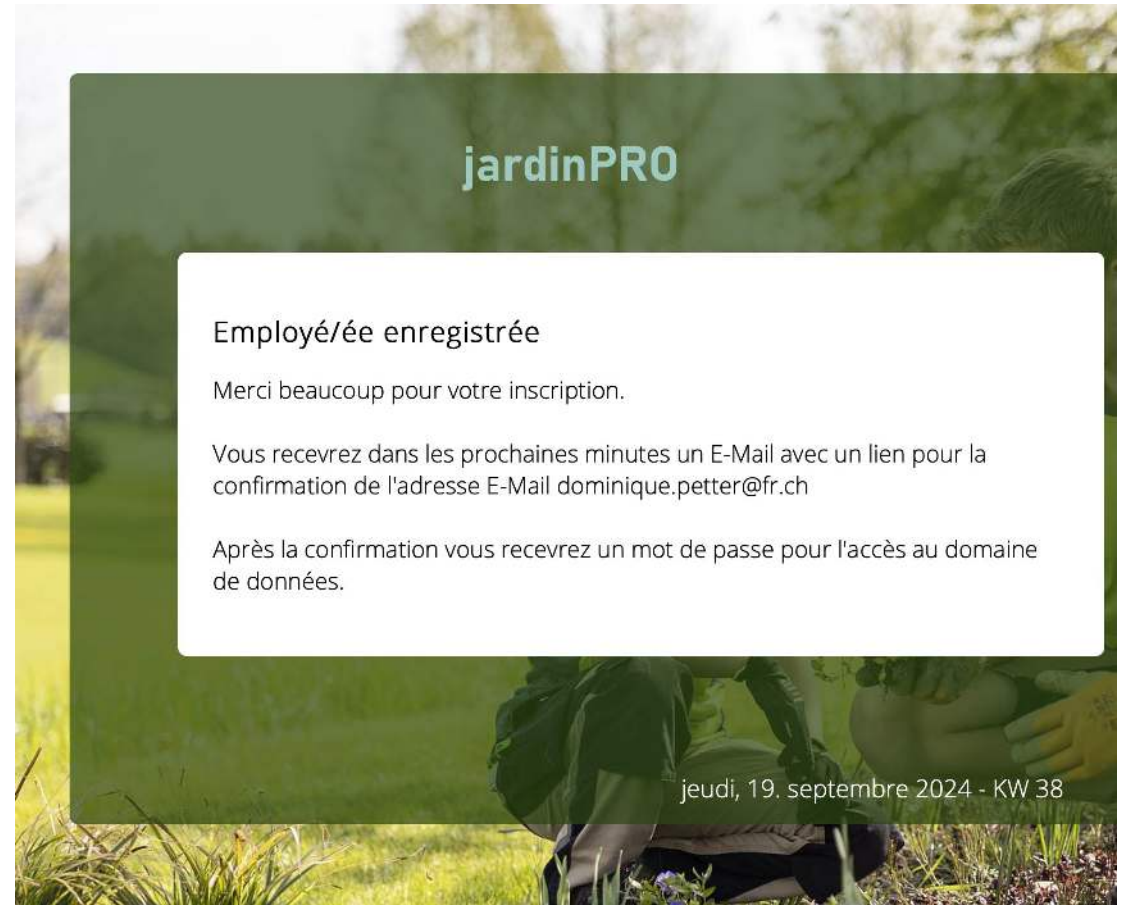 jardinPRO
Employé/ée enregistrée
Merci beaucoup pour votre inscription.
Vous recevrez dans les prochaines minutes un E-Mail avec un lien pour la
confirmation de l'adresse E-Mail dominique.petter@fr.ch
Après la confirmation vous recevrez un mot de passe pour l'accès au domaine
de données.
jeudi, 19. septembre 2024 - KW 38